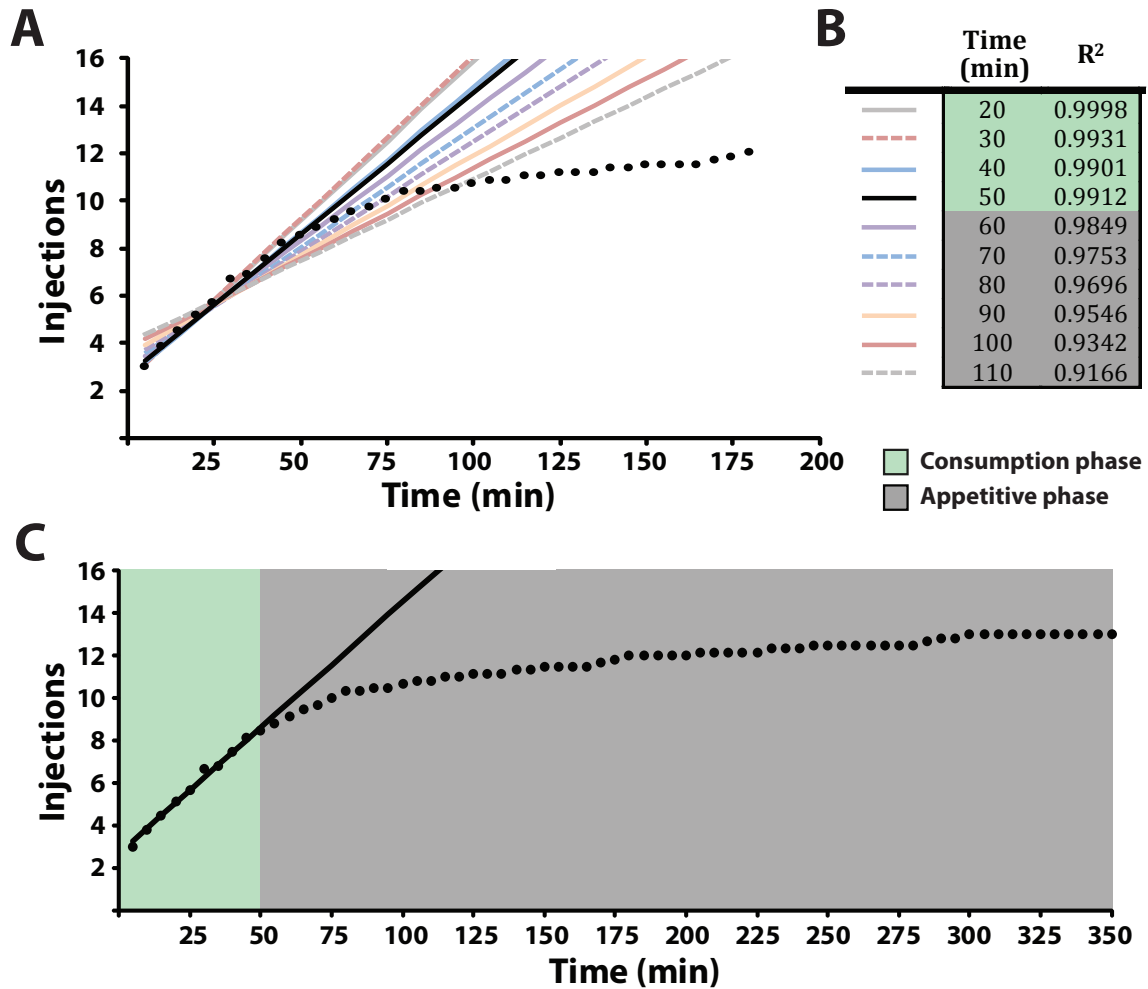 A
16
14
12
10
8
6
4
2
Injections
25 50 75 100 125 150 175 200
Time (min)
B
Time (min) R²
20 0.9998
30 0.9931
40 0.9901
50 0.9912
60 0.9849
70 0.9753
80 0.9696
90 0.9546
100 0.9342
110 0.9166
Consumption phase
Appetitive phase
C
16
14
12
10
8
6
4
2
Injections
25 50 75 100 125 150 175 200 225 250 275 300 325 350
Time (min)